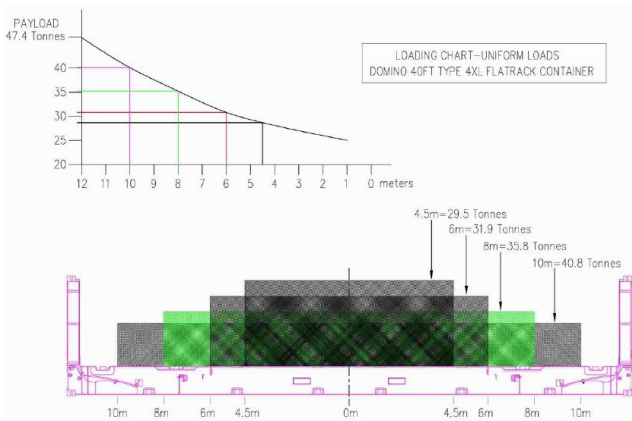 PAYLOAD
47.4 Tonnes
40
35
30
25
20
12 11 10 9 8 7 6 5 4 3 2 1 0 meters
LOADING CHART-UNIFORM LOADS
DOMINO 40FT TYPE 4XL FLATRACK CONTAINER
4.5m=29.5 Tonnes
6m=31.9 Tonnes
8m=35.8 Tonnes
10m=40.8 Tonnes
10m 8m 6m 4.5m 0m 4.5m 6m 8m 10m